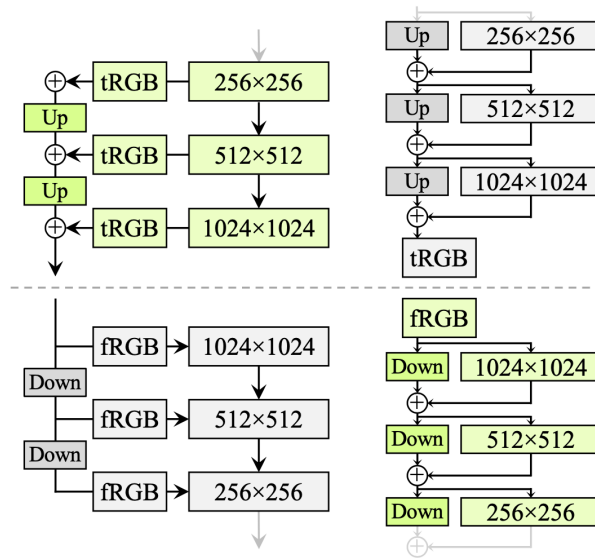 tRGB 256×256
Up
tRGB 512×512
Up
tRGB 1024×1024
Up 256×256
Up 512×512
Up 1024×1024
tRGB
fRGB 1024×1024
Down
fRGB 512×512
Down
fRGB 256×256
fRGB
Down 1024×1024
Down 512×512
Down 256×256